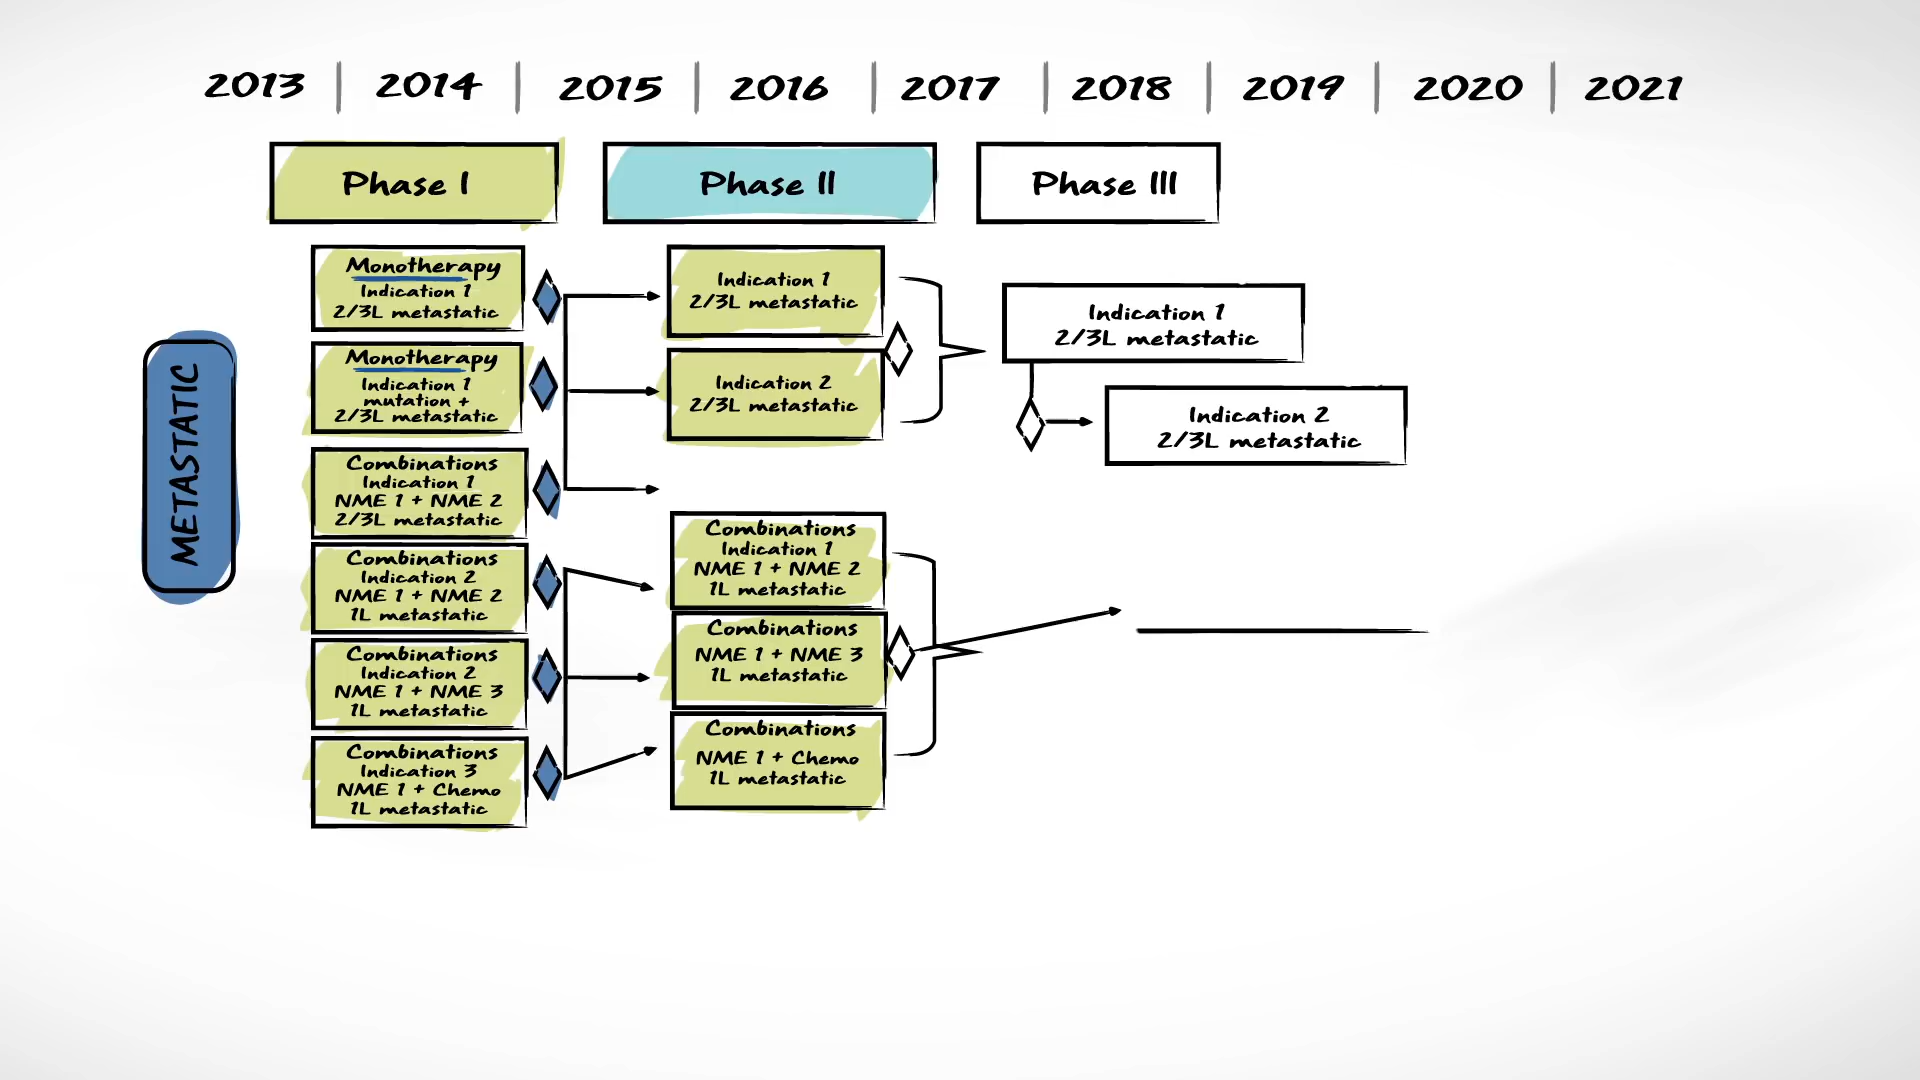 2013 2014 2015 2016 2017 2018 2019 2020 2021
Phase I
Phase II
Phase III
METASTATIC
Monotherapy
Indication 1
2/3L metastatic
Monotherapy
Indication 1
mutation +
2/3L metastatic
Combinations
Indication 1
NME 1 + NME 2
2/3L metastatic
Combinations
Indication 2
NME 1 + NME 2
1L metastatic
Combinations
Indication 2
NME 1 + NME 3
1L metastatic
Combinations
Indication 3
NME 1 + Chemo
1L metastatic
Indication 1
2/3L metastatic
Indication 2
2/3L metastatic
Combinations
Indication 1
NME 1 + NME 2
1L metastatic
Combinations
NME 1 + NME 3
1L metastatic
Combinations
NME 1 + Chemo
1L metastatic
Indication 1
2/3L metastatic
Indication 2
2/3L metastatic